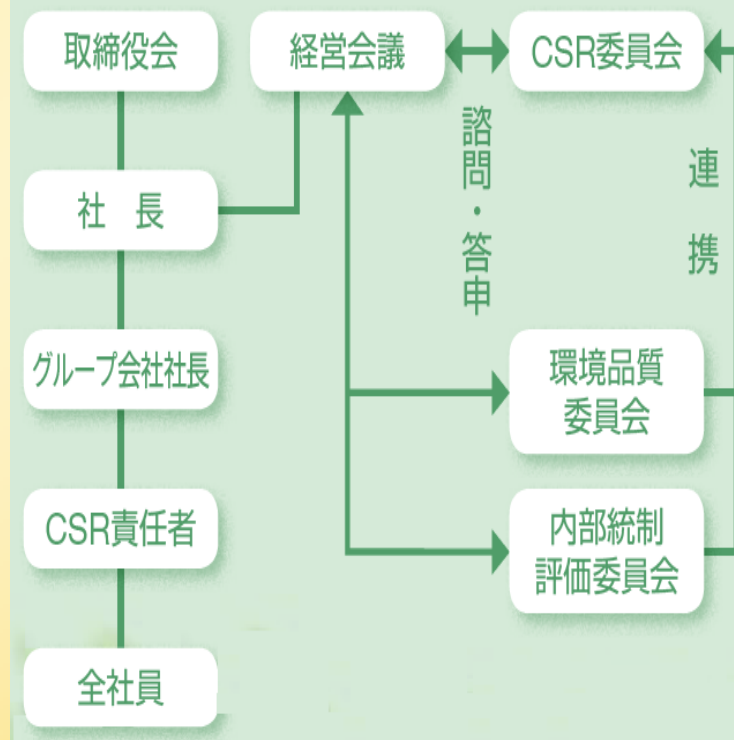 取締役会
経営会議
CSR委員会
諮問・答申
連携
社　長
グループ会社社長
環境品質
委員会
CSR責任者
内部統制
評価委員会
全社員